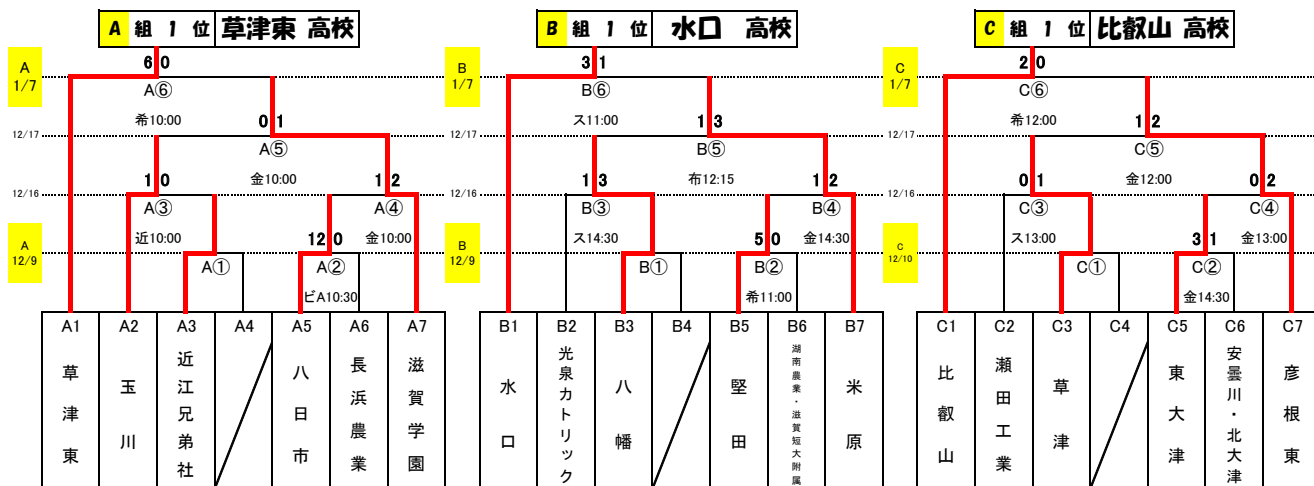 A 組 1 位 草津東 高校
A
1/7
6 0
A⑥
希10:00
12/17
0 1
A⑤
金10:00
12/16
1 0
A③
近10:00
1 2
A④
金10:00
A
12/9
A①
12 0
A②
ビA10:30
A1 A2 A3 A4 A5 A6 A7
草津東
玉川
近江兄弟社
八日市
長浜農業
滋賀学園
B 組 1 位 水口 高校
B
1/7
3 1
B⑥
ス11:00
12/17
1 3
B⑤
布12:15
12/16
1 3
B③
ス14:30
1 2
B④
金14:30
B
12/9
B①
5 0
B②
希11:00
B1 B2 B3 B4 B5 B6 B7
水口
光泉カトリック
八幡
堅田
湖南農業・滋賀短大附属
米原
C 組 1 位 比叡山 高校
C
1/7
2 0
C⑥
希12:00
12/17
1 2
C⑤
金12:00
12/16
0 1
C③
ス13:00
0 2
C④
金13:00
c
12/10
C①
3 1
C②
金14:30
C1 C2 C3 C4 C5 C6 C7
比叡山
瀬田工業
草津
東大津
安曇川・北大津
彦根東